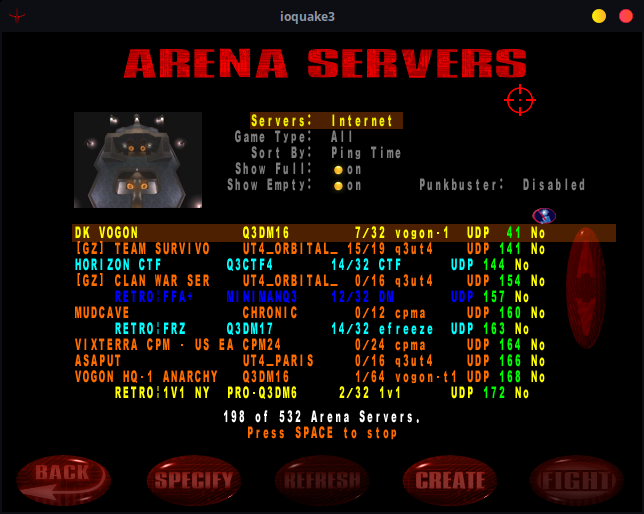 ioquake3
ARENA SERVERS
Servers: Internet
Game Type: All
Sort By: Ping Time
Show Full: on
Show Empty: on Punkbuster: Disabled
DK VOGON Q3DM16 7/32 vogon-1 UDP 41 No
[GZ] TEAM SURVIVO UT4_ORBITAL_ 15/19 q3ut4 UDP 141 No
HORIZON CTF Q3CTF4 14/32 CTF UDP 144 No
[GZ] CLAN WAR SER UT4_ORBITAL_ 0/16 q3ut4 UDP 154 No
RETRO:FFA+ MINIMANQ3 12/32 DM UDP 157 No
MUDCAVE CHRONIC 0/12 cpma UDP 160 No
RETRO:FRZ Q3DM17 14/32 efreeze UDP 163 No
VIXTERRA CPM - US EA CPM24 0/24 cpma UDP 164 No
ASAPUT UT4_PARIS 0/16 q3ut4 UDP 166 No
VOGON HQ-1 ANARCHY Q3DM16 1/64 vogon-t1 UDP 168 No
RETRO:1V1 NY PRO-Q3DM6 2/32 1v1 UDP 172 No
198 of 532 Arena Servers.
Press SPACE to stop
BACK SPECIFY REFRESH CREATE FIGHT